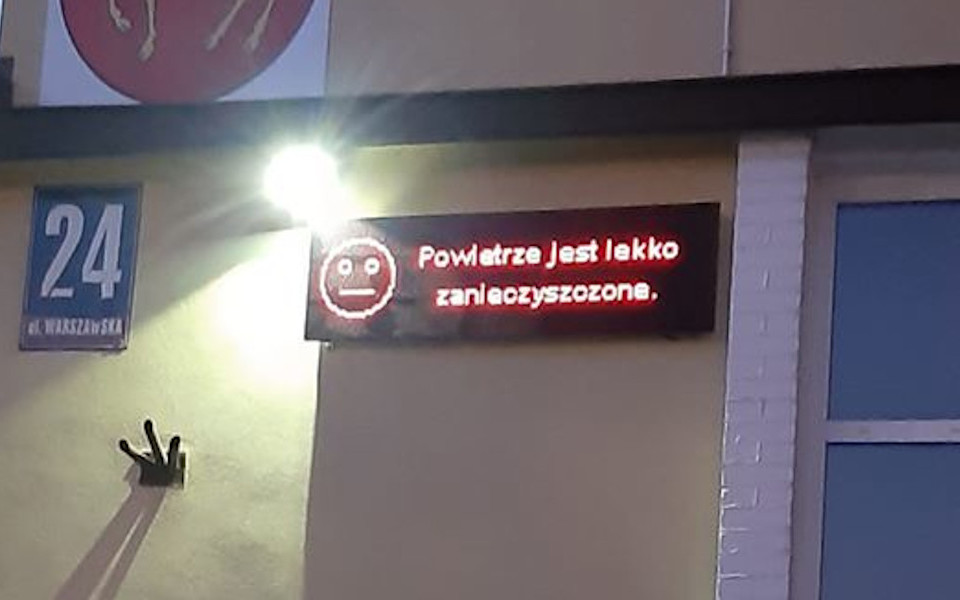 24
ul. WARSZAWSKA
Powietrze jest lekko
zanieczyszczone.